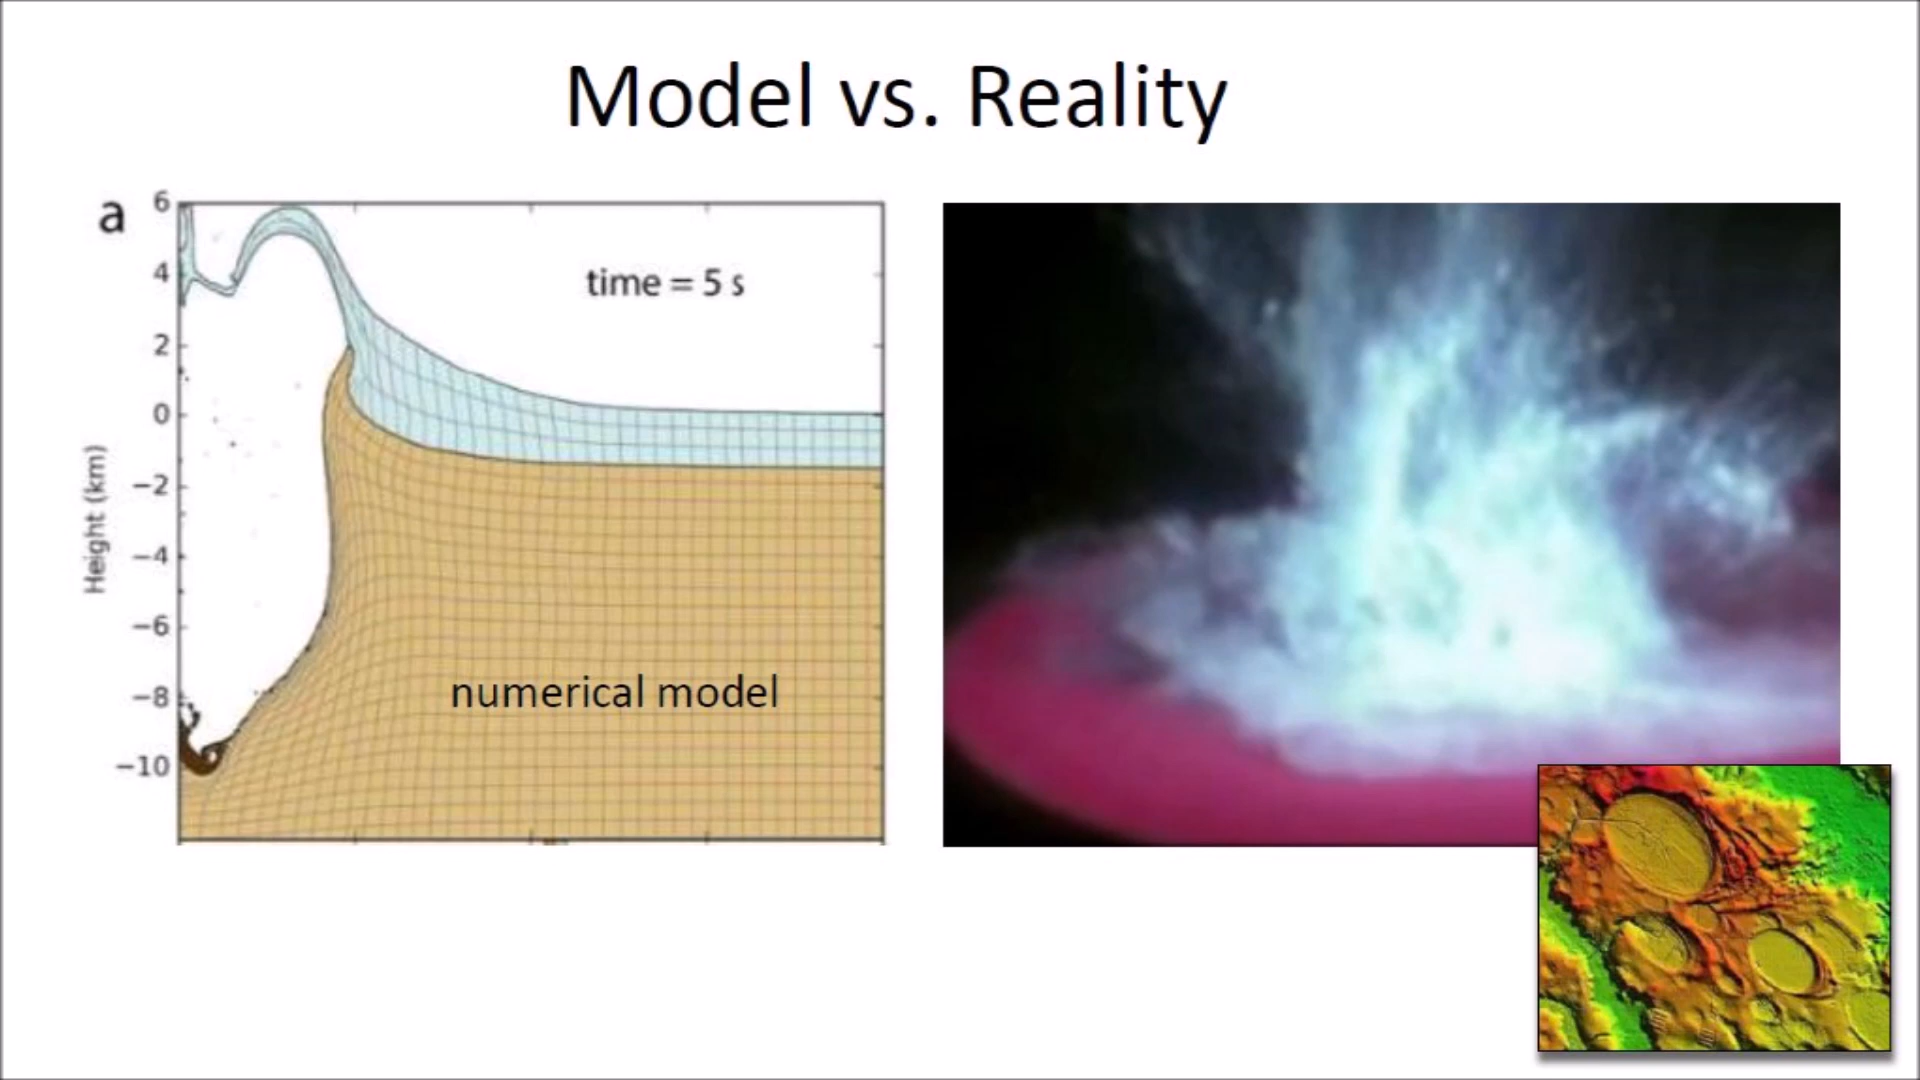 Model vs. Reality
a
6
4
2
0
−2
−4
−6
−8
−10
Height (km)
time = 5 s
numerical model